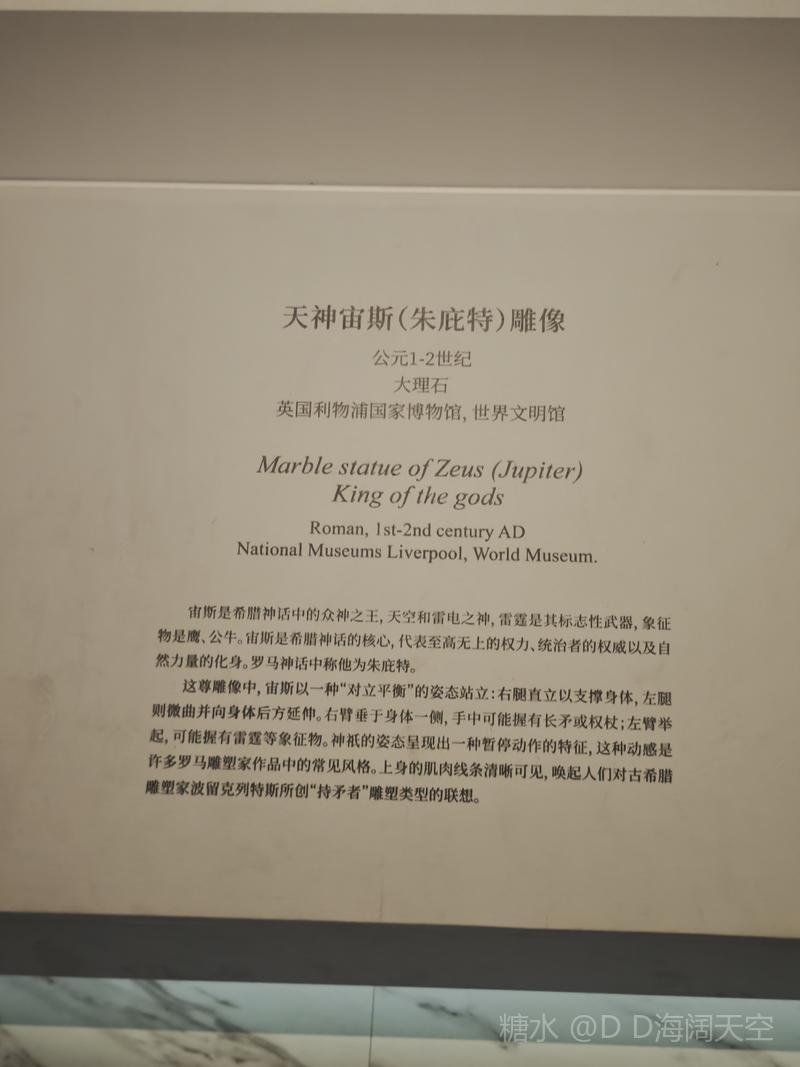 天神宙斯(朱庇特)雕像
公元1-2世纪
大理石
英国利物浦国家博物馆, 世界文明馆
Marble statue of Zeus (Jupiter)
King of the gods
Roman, 1st-2nd century AD
National Museums Liverpool, World Museum.
宙斯是希腊神话中的众神之王, 天空和雷电之神, 雷霆是其标志性武器, 象征
物是鹰、公牛。宙斯是希腊神话的核心, 代表至高无上的权力、统治者的权威以及自
然力量的化身。罗马神话中称他为朱庇特。
这尊雕像中, 宙斯以一种“对立平衡”的姿态站立: 右腿直立以支撑身体, 左腿
则微曲并向身体后方延伸。右臂垂于身体一侧, 手中可能握有长矛或权杖; 左臂举
起, 可能握有雷霆等象征物。神祇的姿态呈现出一种暂停动作的特征, 这种动感是
许多罗马雕塑家作品中的常见风格。上身的肌肉线条清晰可见, 唤起人们对古希腊
雕塑家波留克列特斯所创“持矛者”雕塑类型的联想。
糖水 @D D海阔天空